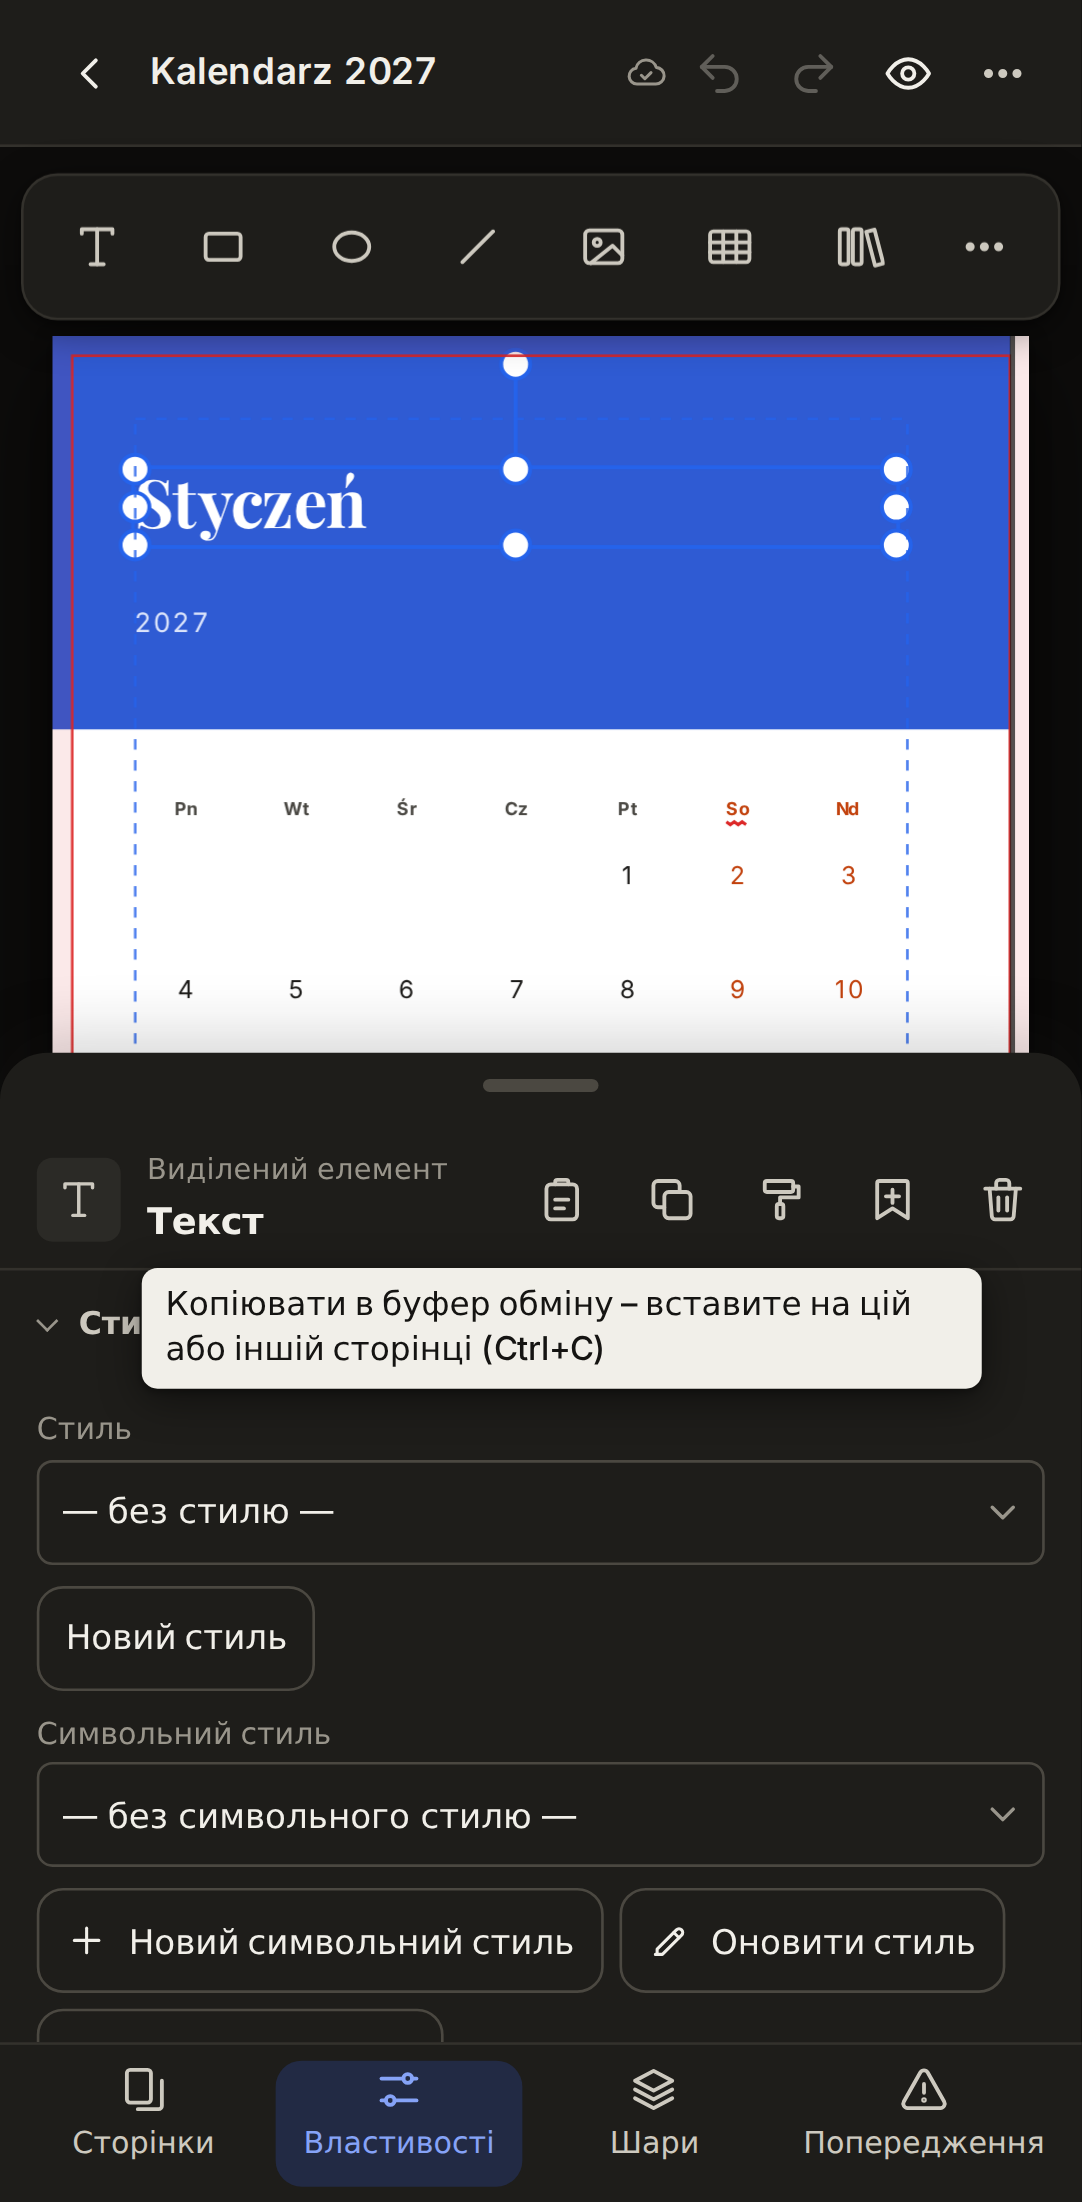 Kalendarz 2027
Styczeń
2027
Pn Wt Śr Cz Pt So Nd
1 2 3
4 5 6 7 8 9 10
Виділений елемент
Текст
Копіювати в буфер обміну – вставите на цій
або іншій сторінці (Ctrl+C)
Сти
Стиль
— без стилю —
Новий стиль
Символьний стиль
— без символьного стилю —
Новий символьний стиль Оновити стиль
Сторінки Властивості Шари Попередження